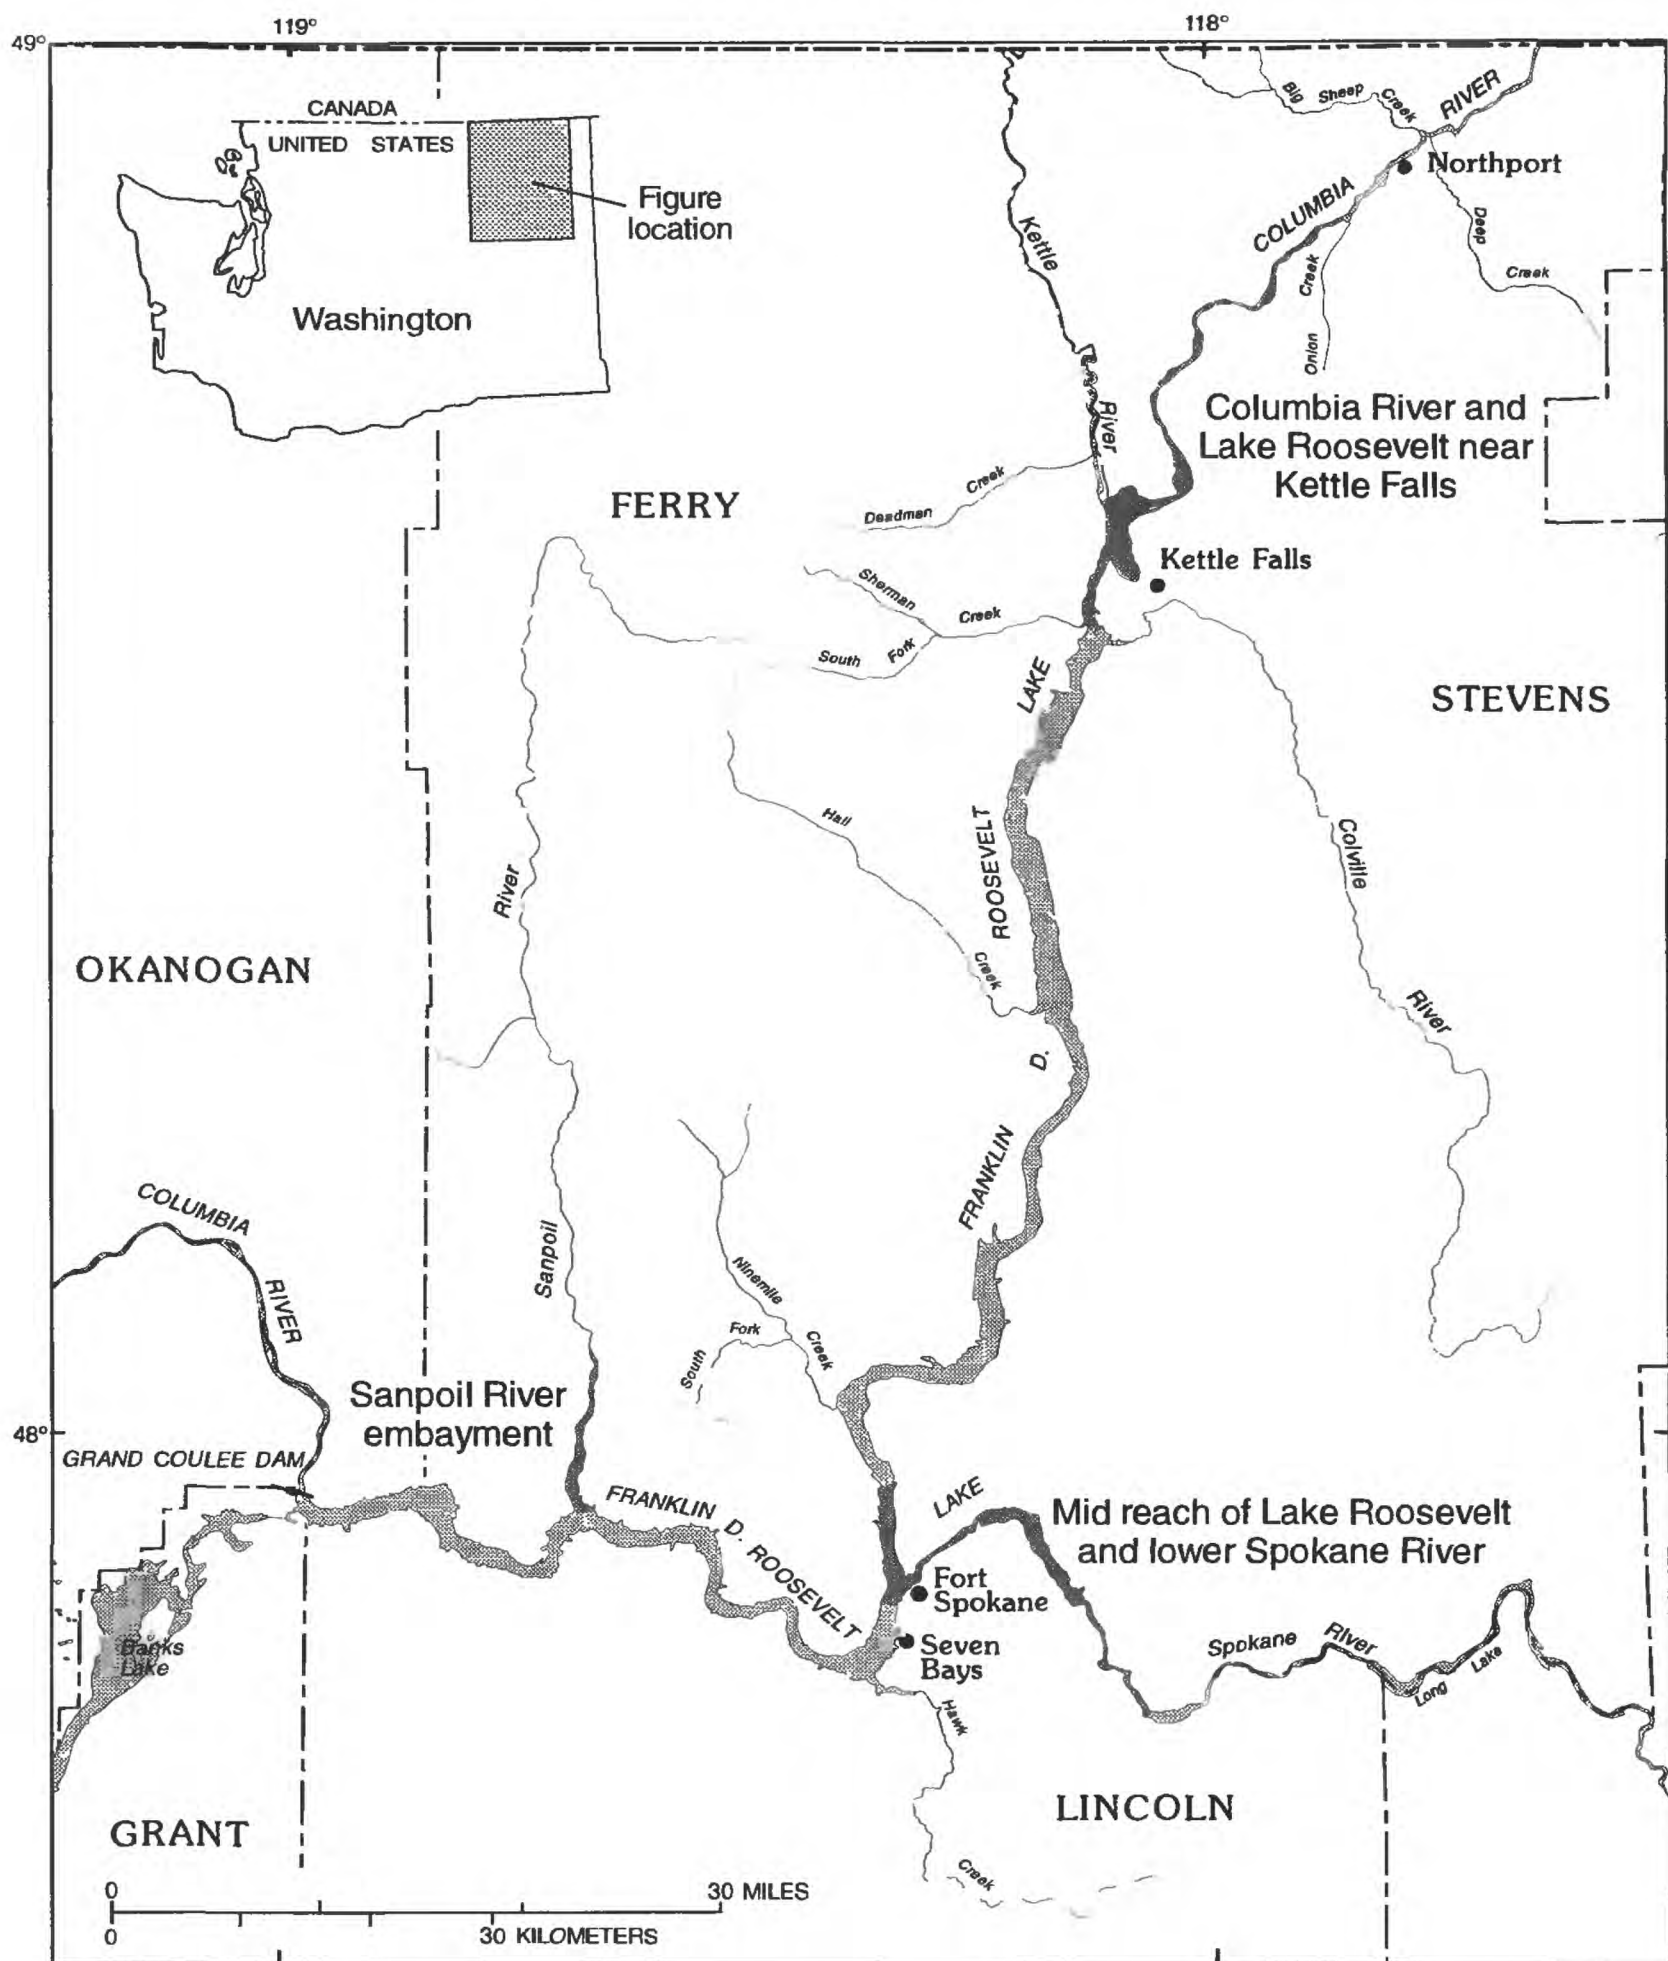 119°
118°
49°
CANADA
UNITED STATES
Figure
location
Washington
Big Sheep Creek
RIVER
Northport
COLUMBIA
Deep
Creek
Creek
Onion
Kettle
River
Columbia River and
Lake Roosevelt near
Kettle Falls
FERRY
Creek
Deadman
Kettle Falls
Sherman
Creek
South Fork
LAKE
STEVENS
Hall
ROOSEVELT
Colville
River
Creek
OKANOGAN
River
D.
FRANKLIN
COLUMBIA
RIVER
Sanpoil
Ninemile
Fork
Creek
South
Sanpoil River
embayment
48°
GRAND COULEE DAM
FRANKLIN
D. ROOSEVELT
LAKE
Mid reach of Lake Roosevelt
and lower Spokane River
Fort
Spokane
Seven
Bays
Banks
Lake
Spokane River
Long Lake
Hawk
LINCOLN
GRANT
Creek
0
30 MILES
0
30 KILOMETERS